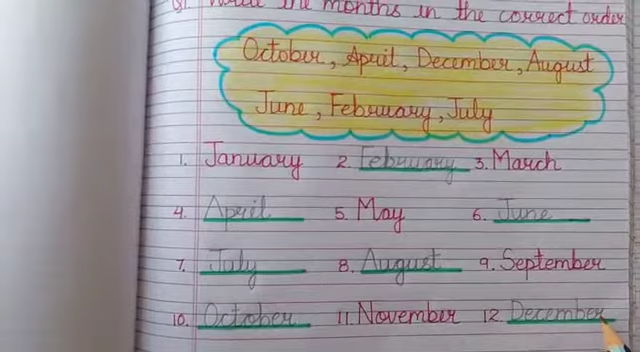 Q) Write the months in the correct order
October, April, December, August
June, February, July
1. January 2. February 3. March
4. April 5. May 6. June
7. July 8. August 9. September
10. October 11. November 12. December